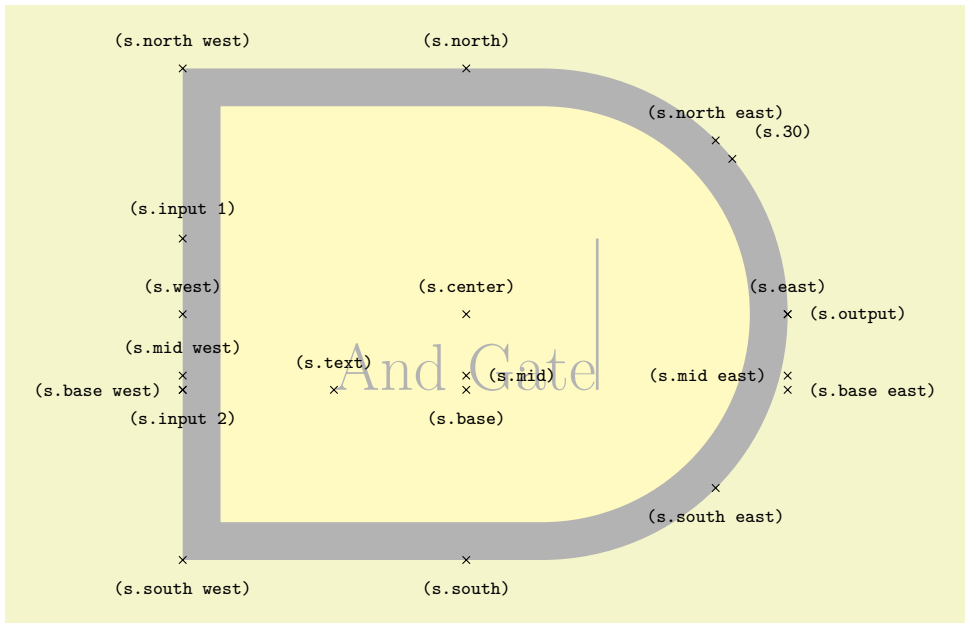 (s.north west)
(s.north)
(s.north east)
(s.30)
(s.input 1)
(s.west)
(s.center)
(s.east)
(s.output)
(s.mid west)
(s.text)
And Gate
(s.mid)
(s.mid east)
(s.base west)
(s.base east)
(s.input 2)
(s.base)
(s.south east)
(s.south west)
(s.south)